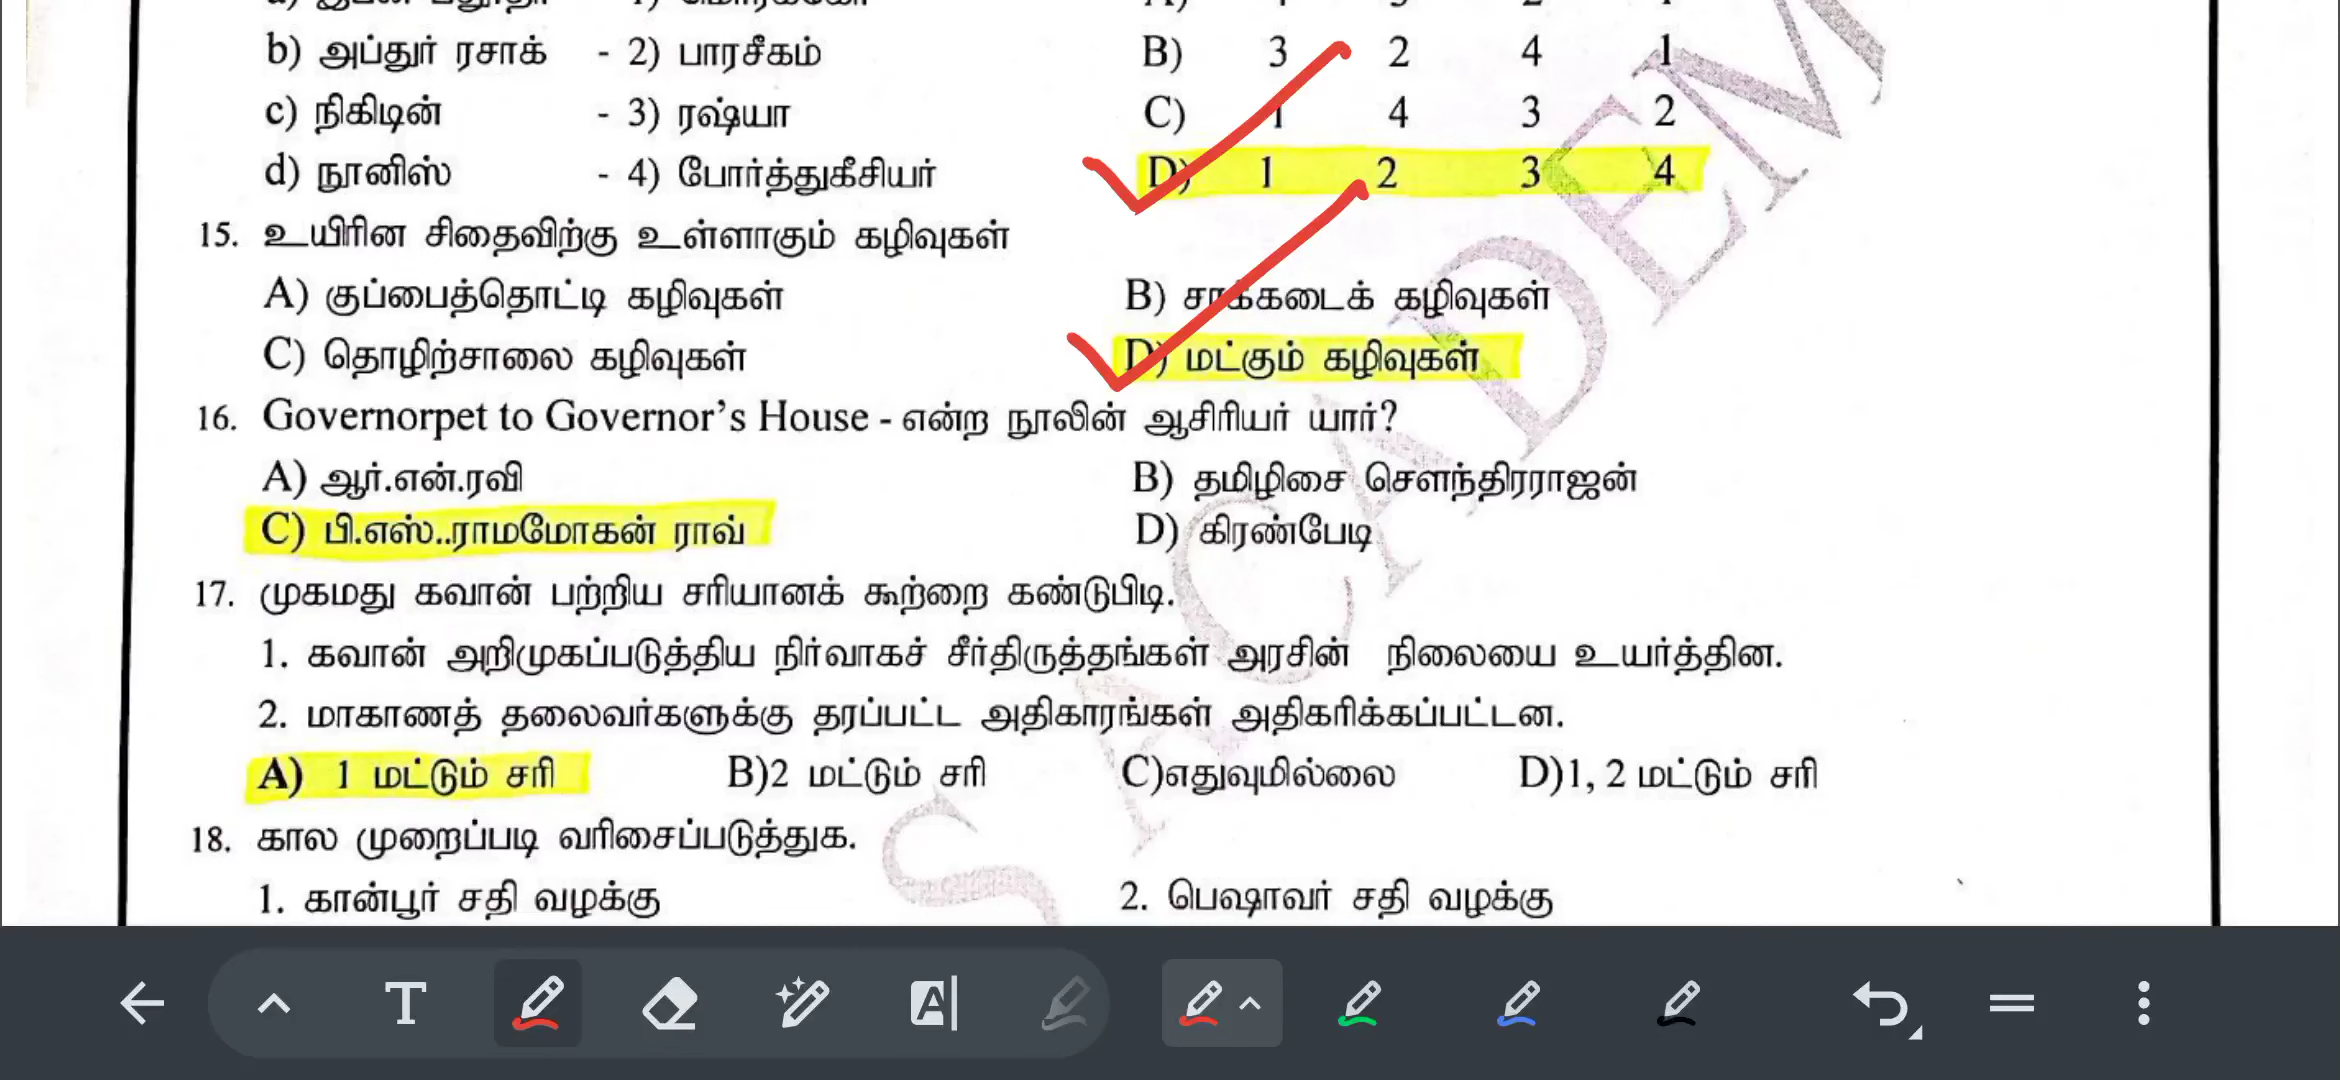 b) அப்துர் ரசாக் - 2) பாரசீகம் B) 3 2 4 1
c) நிகிடின் - 3) ரஷ்யா C) 1 4 3 2
d) நூனிஸ் - 4) போர்த்துகீசியர் D) 1 2 3 4
15. உயிரின சிதைவிற்கு உள்ளாகும் கழிவுகள்
A) குப்பைத்தொட்டி கழிவுகள் B) சாக்கடைக் கழிவுகள்
C) தொழிற்சாலை கழிவுகள் D) மட்கும் கழிவுகள்
16. Governorpet to Governor's House - என்ற நூலின் ஆசிரியர் யார்?
A) ஆர்.என்.ரவி B) தமிழிசை சௌந்திரராஜன்
C) பி.எஸ்..ராமமோகன் ராவ் D) கிரண்பேடி
17. முகமது கவான் பற்றிய சரியானக் கூற்றை கண்டுபிடி.
1. கவான் அறிமுகப்படுத்திய நிர்வாகச் சீர்திருத்தங்கள் அரசின் நிலையை உயர்த்தின.
2. மாகாணத் தலைவர்களுக்கு தரப்பட்ட அதிகாரங்கள் அதிகரிக்கப்பட்டன.
A) 1 மட்டும் சரி B)2 மட்டும் சரி C)எதுவுமில்லை D)1, 2 மட்டும் சரி
18. கால முறைப்படி வரிசைப்படுத்துக.
1. கான்பூர் சதி வழக்கு 2. பெஷாவர் சதி வழக்கு
S ACADEM